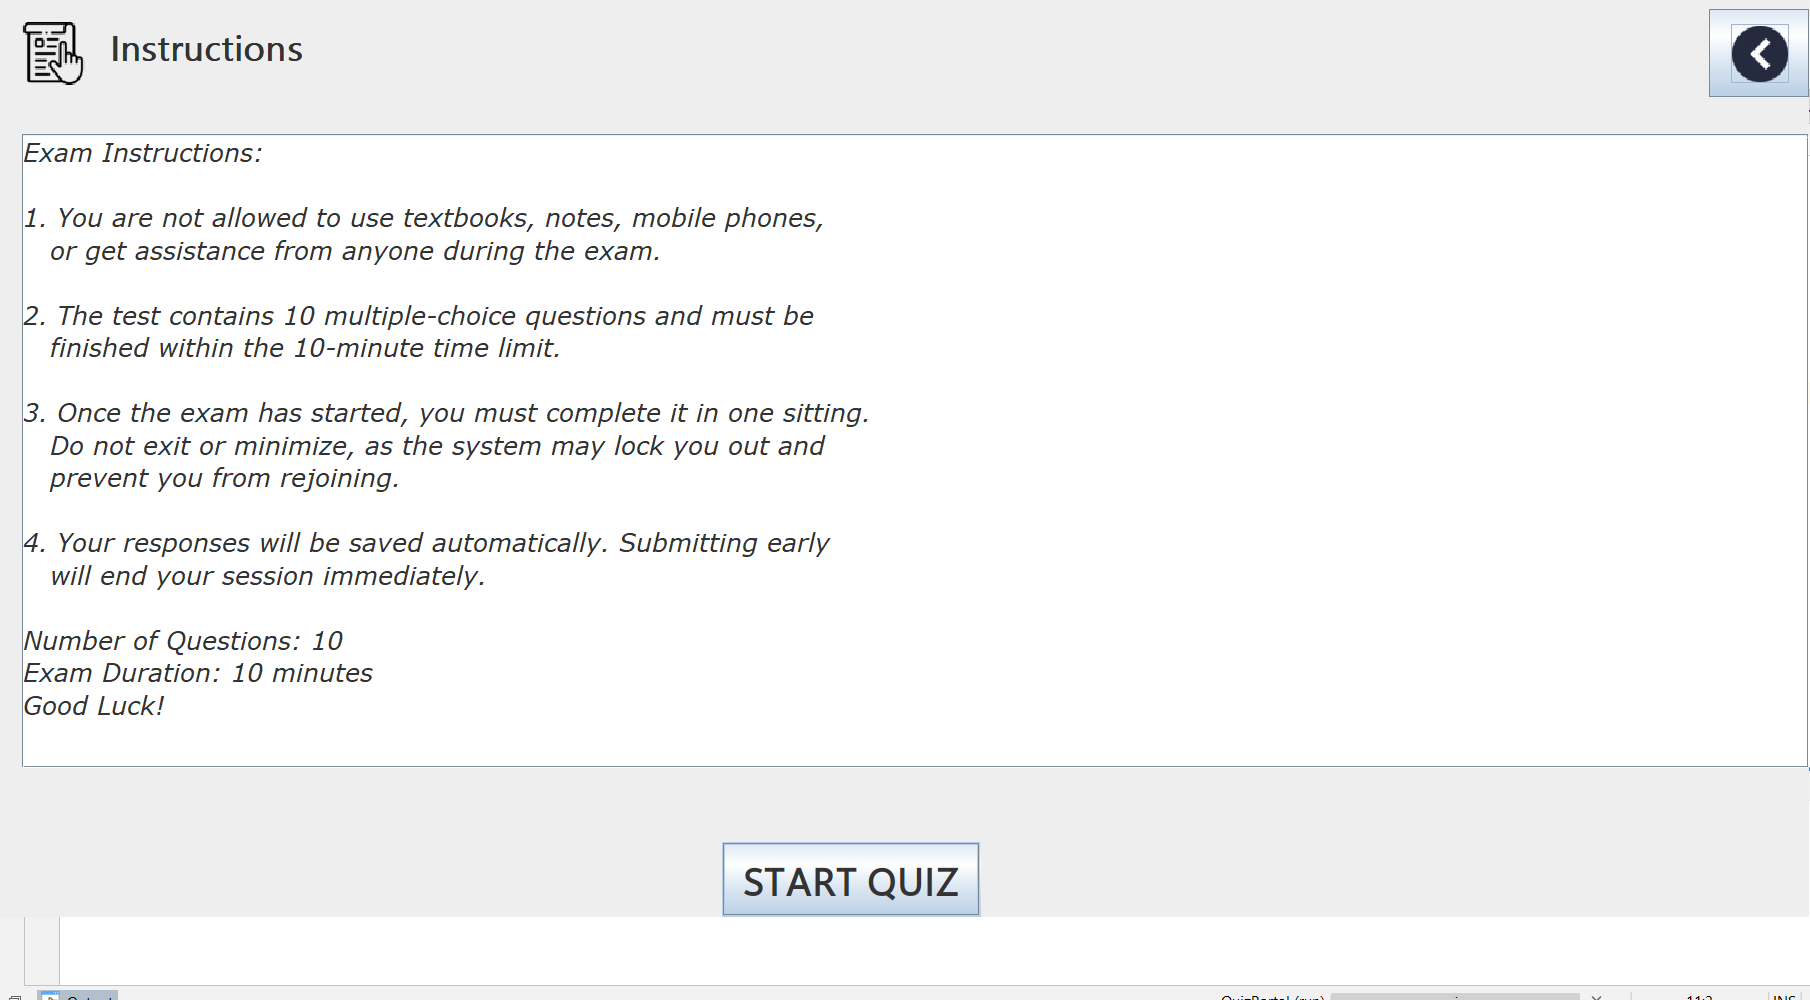 Instructions
Exam Instructions:
1. You are not allowed to use textbooks, notes, mobile phones,
or get assistance from anyone during the exam.
2. The test contains 10 multiple-choice questions and must be
finished within the 10-minute time limit.
3. Once the exam has started, you must complete it in one sitting.
Do not exit or minimize, as the system may lock you out and
prevent you from rejoining.
4. Your responses will be saved automatically. Submitting early
will end your session immediately.
Number of Questions: 10
Exam Duration: 10 minutes
Good Luck!
START QUIZ